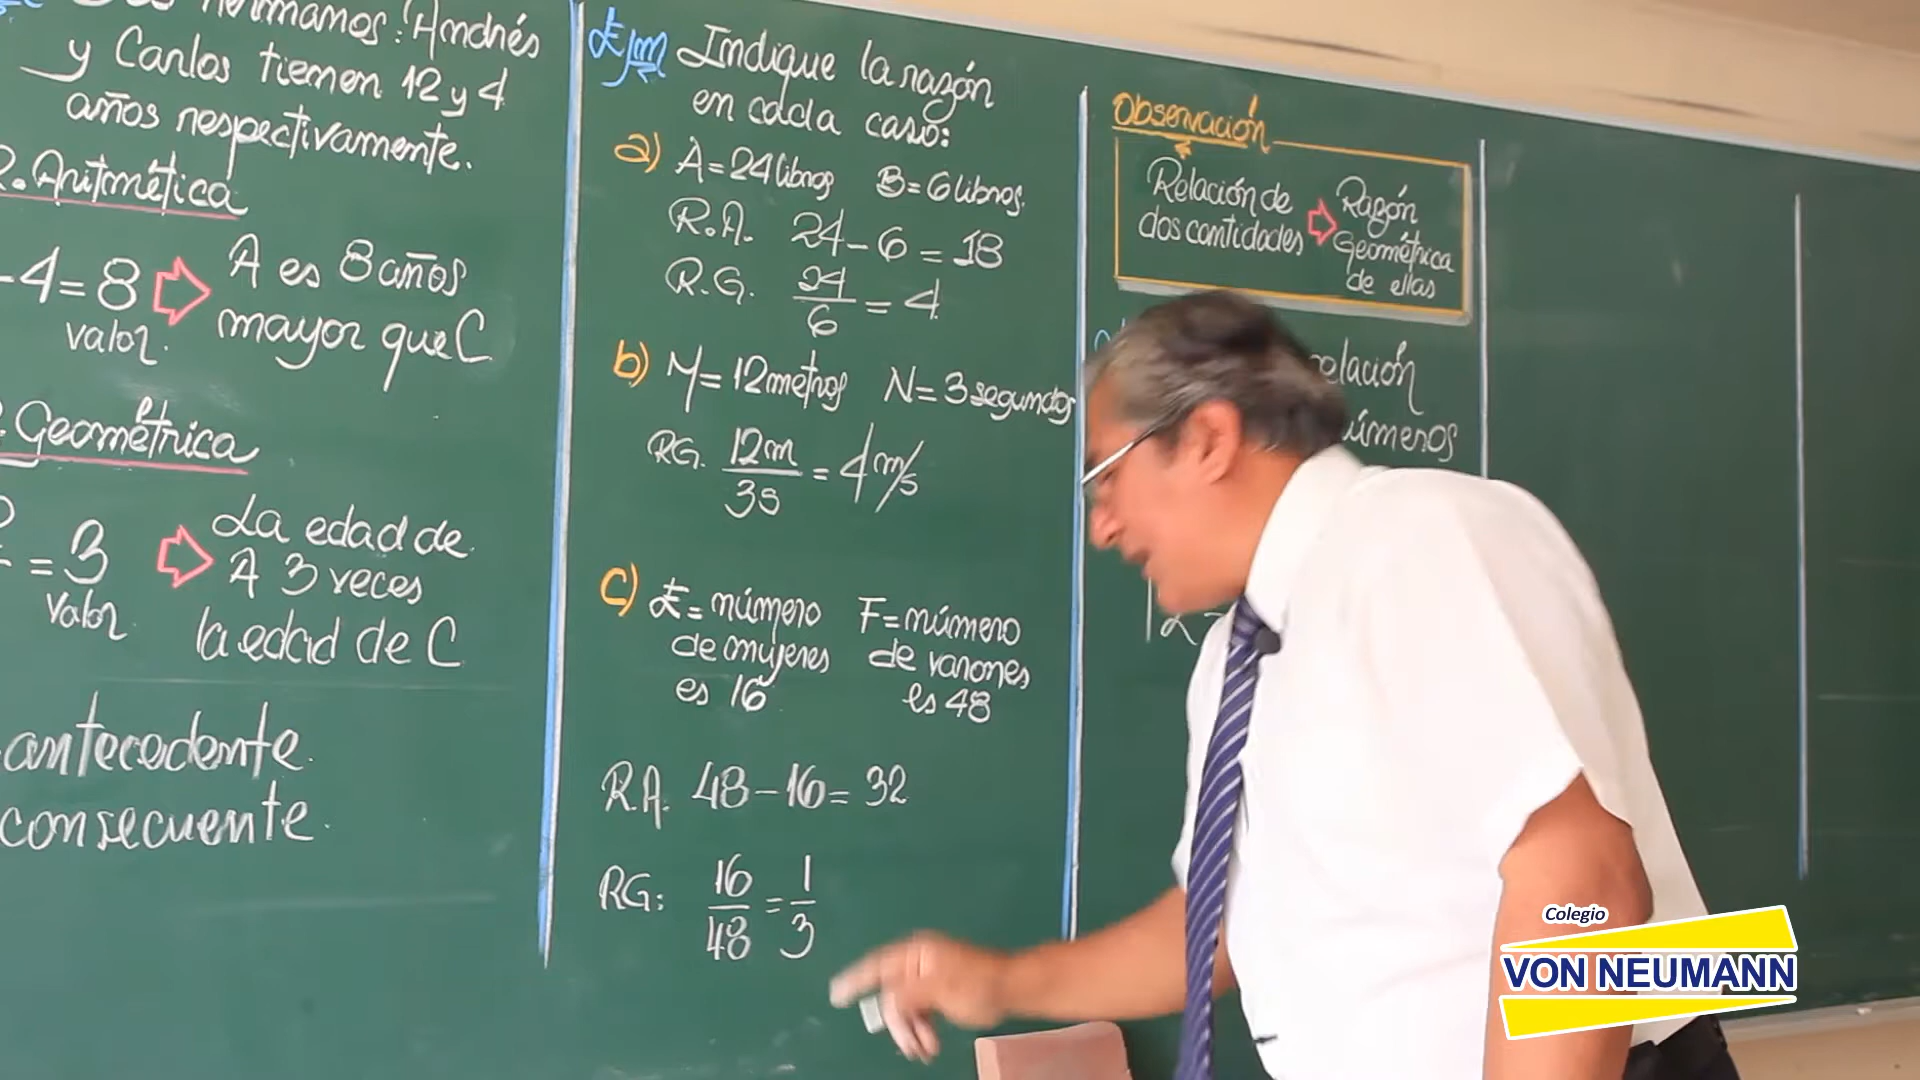 hermanos: Andrés
y Carlos tienen 12 y 4
años respectivamente.
R. Aritmética
-4=8
valor.
A es 8 años
mayor que C
Geométrica
= 3
Valor
La edad de
A 3 veces
la edad de C
antecedente
consecuente
Ejm Indique la razón
en cada caso:
a) A=24 libros B=6 libros.
R.A. 24-6=18
R.G. 24/6 = 4
b) M=12 metros N=3 segundos
RG. 12m/3s = 4 m/s
c) E=número
de mujeres
es 16
F=número
de varones
es 48
R.A. 48-16= 32
RG: 16/48 = 1/3
Observación
Relación de
dos cantidades
Razón
Geométrica
de ellas
relación
números
Colegio
VON NEUMANN